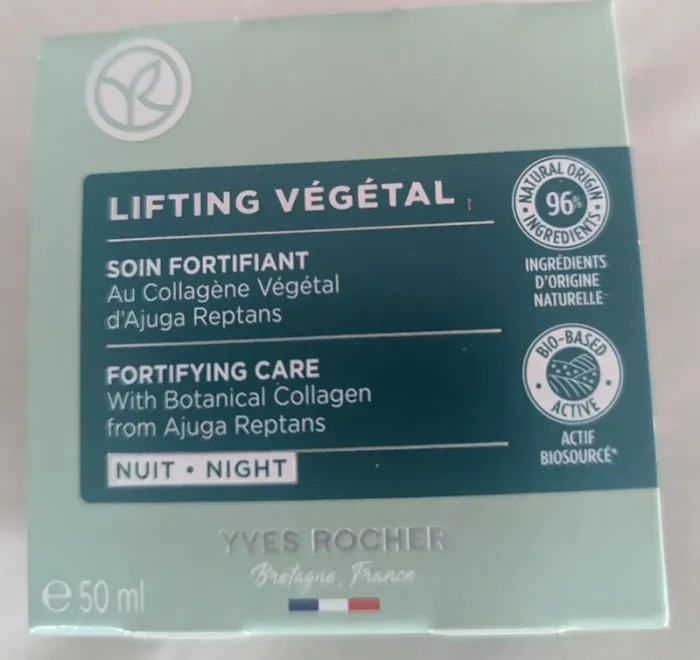 LIFTING VÉGÉTAL
SOIN FORTIFIANT
Au Collagène Végétal
d'Ajuga Reptans
FORTIFYING CARE
With Botanical Collagen
from Ajuga Reptans
NUIT • NIGHT
NATURAL ORIGIN
96%
INGREDIENTS
INGRÉDIENTS
D'ORIGINE
NATURELLE
BIO-BASED
ACTIVE
ACTIF
BIOSOURCÉ*
YVES ROCHER
Bretagne, France
e 50 ml